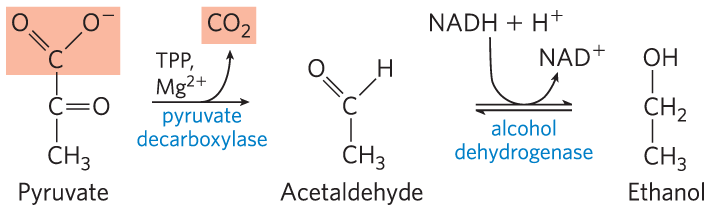 O
O⁻
C
C=O
CH₃
Pyruvate
CO₂
TPP,
Mg²⁺
pyruvate
decarboxylase
O
H
C
CH₃
Acetaldehyde
NADH + H⁺
NAD⁺
alcohol
dehydrogenase
OH
CH₂
CH₃
Ethanol